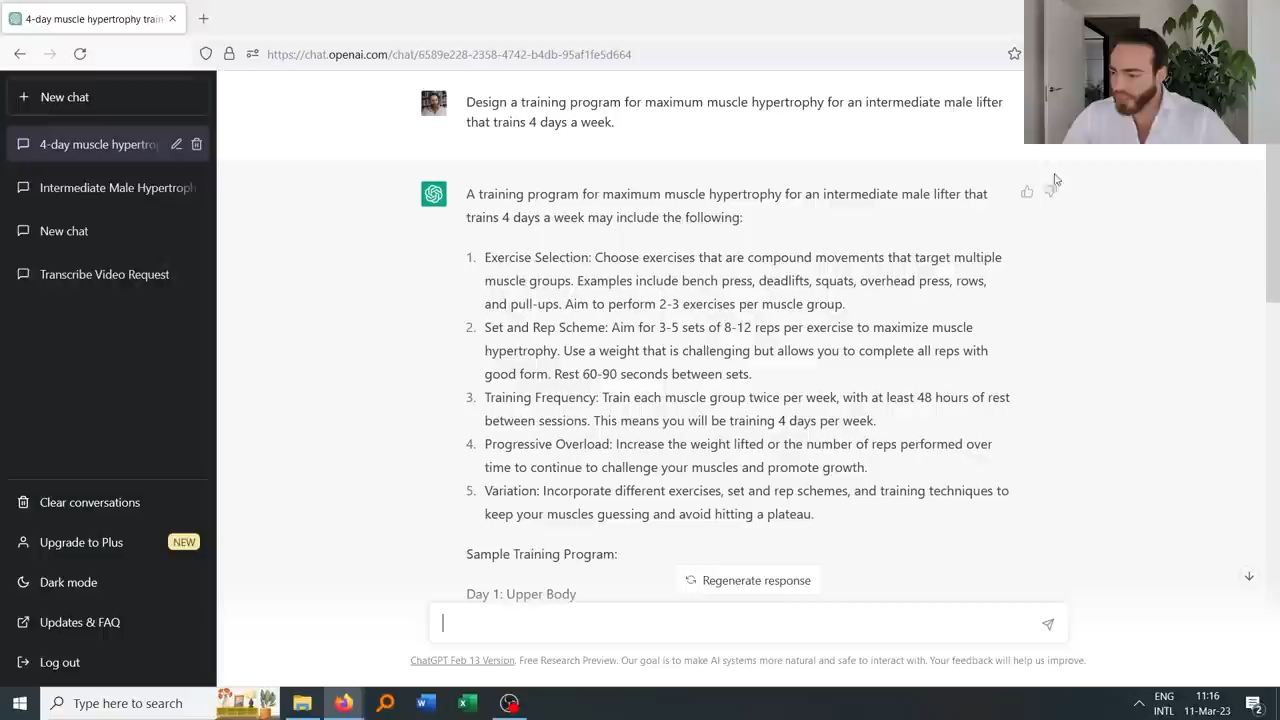 4-day muscle hypertrophy train
https://chat.openai.com/chat/6589e228-2358-4742-b4db-95af1fe5d664
New chat
4-day muscle hypertro
Intermediate Male Hypertroph
New chat
Transcribe Video Request
Clear conversations
Upgrade to Plus
NEW
Dark mode
Updates & FAQ
Log out
Design a training program for maximum muscle hypertrophy for an intermediate male lifter
that trains 4 days a week.
A training program for maximum muscle hypertrophy for an intermediate male lifter that
trains 4 days a week may include the following:
1. Exercise Selection: Choose exercises that are compound movements that target multiple
muscle groups. Examples include bench press, deadlifts, squats, overhead press, rows,
and pull-ups. Aim to perform 2-3 exercises per muscle group.
2. Set and Rep Scheme: Aim for 3-5 sets of 8-12 reps per exercise to maximize muscle
hypertrophy. Use a weight that is challenging but allows you to complete all reps with
good form. Rest 60-90 seconds between sets.
3. Training Frequency: Train each muscle group twice per week, with at least 48 hours of rest
between sessions. This means you will be training 4 days per week.
4. Progressive Overload: Increase the weight lifted or the number of reps performed over
time to continue to challenge your muscles and promote growth.
5. Variation: Incorporate different exercises, set and rep schemes, and training techniques to
keep your muscles guessing and avoid hitting a plateau.
Sample Training Program:
Regenerate response
Day 1: Upper Body
ChatGPT Feb 13 Version. Free Research Preview. Our goal is to make AI systems more natural and safe to interact with. Your feedback will help us improve.
Type here to search
ENG
INTL
11:16
11-Mar-23
2